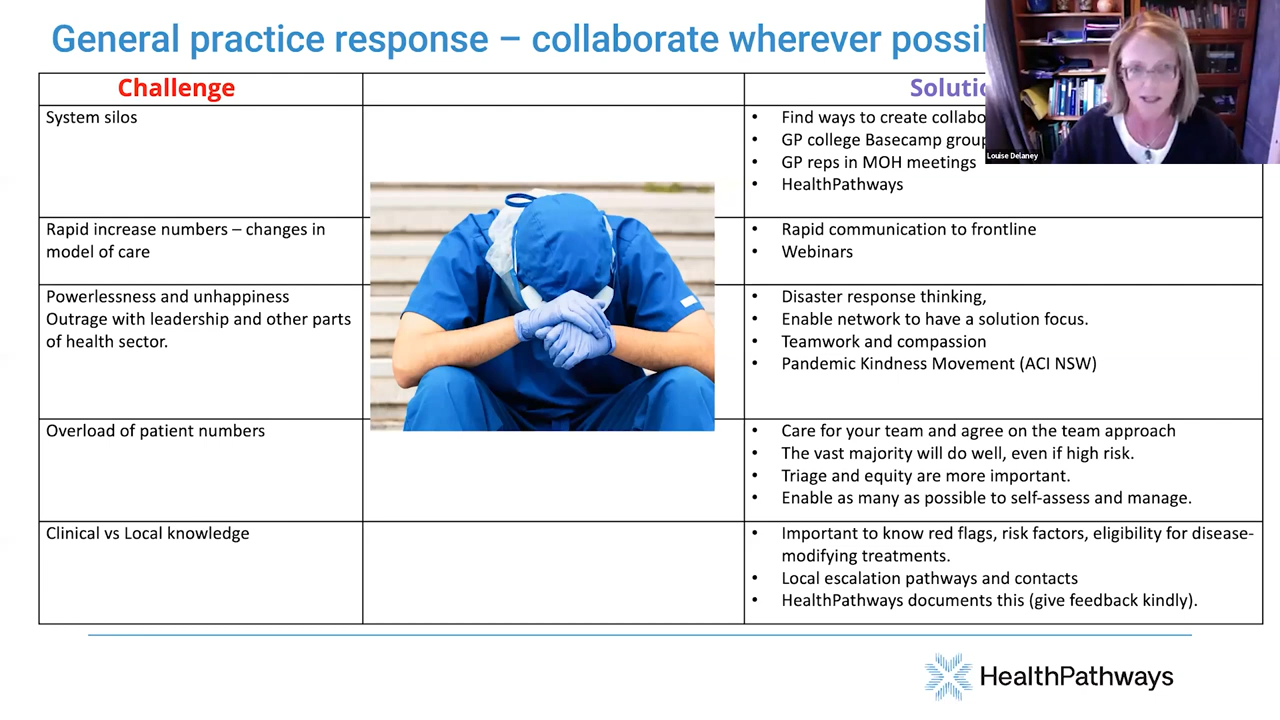 General practice response – collaborate wherever
Challenge
System silos
Rapid increase numbers – changes in
model of care
Powerlessness and unhappiness
Outrage with leadership and other parts
of health sector.
Overload of patient numbers
Clinical vs Local knowledge
• Find ways to create
• GP college Basecamp
• GP reps in MOH meetings
• HealthPathways
• Rapid communication to frontline
• Webinars
• Disaster response thinking,
• Enable network to have a solution focus.
• Teamwork and compassion
• Pandemic Kindness Movement (ACI NSW)
• Care for your team and agree on the team approach
• The vast majority will do well, even if high risk.
• Triage and equity are more important.
• Enable as many as possible to self-assess and manage.
• Important to know red flags, risk factors, eligibility for disease-
modifying treatments.
• Local escalation pathways and contacts
• HealthPathways documents this (give feedback kindly).
Louise Delaney
HealthPathways